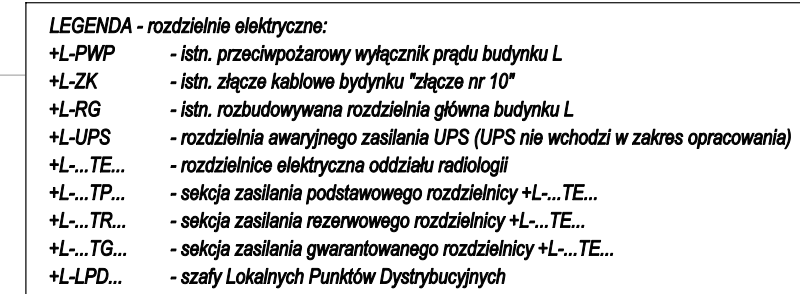 LEGENDA - rozdzielnie elektryczne:
+L-PWP - istn. przeciwpożarowy wyłącznik prądu budynku L
+L-ZK - istn. złącze kablowe bydynku "złącze nr 10"
+L-RG - istn. rozbudowywana rozdzielnia główna budynku L
+L-UPS - rozdzielnia awaryjnego zasilania UPS (UPS nie wchodzi w zakres opracowania)
+L-...TE... - rozdzielnice elektryczna oddziału radiologii
+L-...TP... - sekcja zasilania podstawowego rozdzielnicy +L-...TE...
+L-...TR... - sekcja zasilania rezerwowego rozdzielnicy +L-...TE...
+L-...TG... - sekcja zasilania gwarantowanego rozdzielnicy +L-...TE...
+L-LPD... - szafy Lokalnych Punktów Dystrybucyjnych